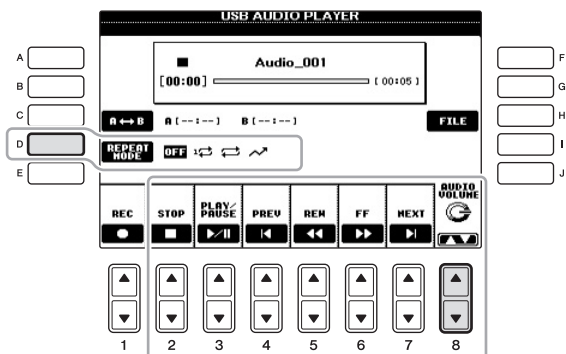 USB AUDIO PLAYER
Audio_001
[00:00] [ 00:05 ]
A
B
C
D
E
F
G
H
I
J
A↔B A[--:--] B[--:--] FILE
REPEAT MODE OFF 1
REC STOP PLAY/PAUSE PREV REW FF NEXT AUDIO VOLUME
1 2 3 4 5 6 7 8